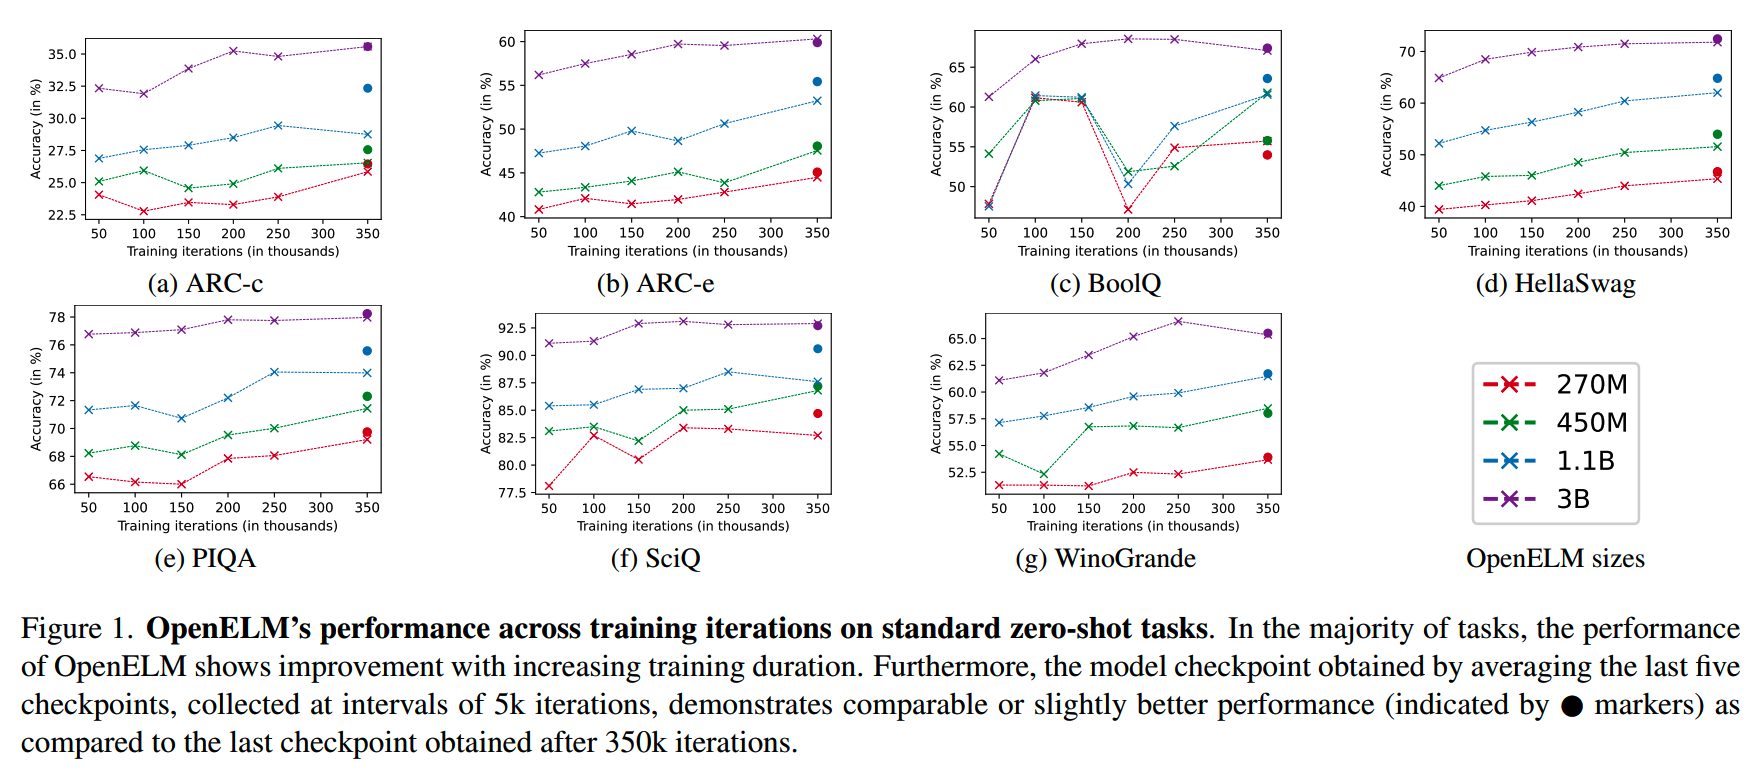 Accuracy (in %)
35.0
32.5
30.0
27.5
25.0
22.5
50 100 150 200 250 300 350
Training iterations (in thousands)
(a) ARC-c
Accuracy (in %)
60
55
50
45
40
50 100 150 200 250 300 350
Training iterations (in thousands)
(b) ARC-e
Accuracy (in %)
65
60
55
50
50 100 150 200 250 300 350
Training iterations (in thousands)
(c) BoolQ
Accuracy (in %)
70
60
50
40
50 100 150 200 250 300 350
Training iterations (in thousands)
(d) HellaSwag
Accuracy (in %)
78
76
74
72
70
68
66
50 100 150 200 250 300 350
Training iterations (in thousands)
(e) PIQA
Accuracy (in %)
92.5
90.0
87.5
85.0
82.5
80.0
77.5
50 100 150 200 250 300 350
Training iterations (in thousands)
(f) SciQ
Accuracy (in %)
65.0
62.5
60.0
57.5
55.0
52.5
50 100 150 200 250 300 350
Training iterations (in thousands)
(g) WinoGrande
270M
450M
1.1B
3B
OpenELM sizes
Figure 1. OpenELM's performance across training iterations on standard zero-shot tasks. In the majority of tasks, the performance
of OpenELM shows improvement with increasing training duration. Furthermore, the model checkpoint obtained by averaging the last five
checkpoints, collected at intervals of 5k iterations, demonstrates comparable or slightly better performance (indicated by ● markers) as
compared to the last checkpoint obtained after 350k iterations.